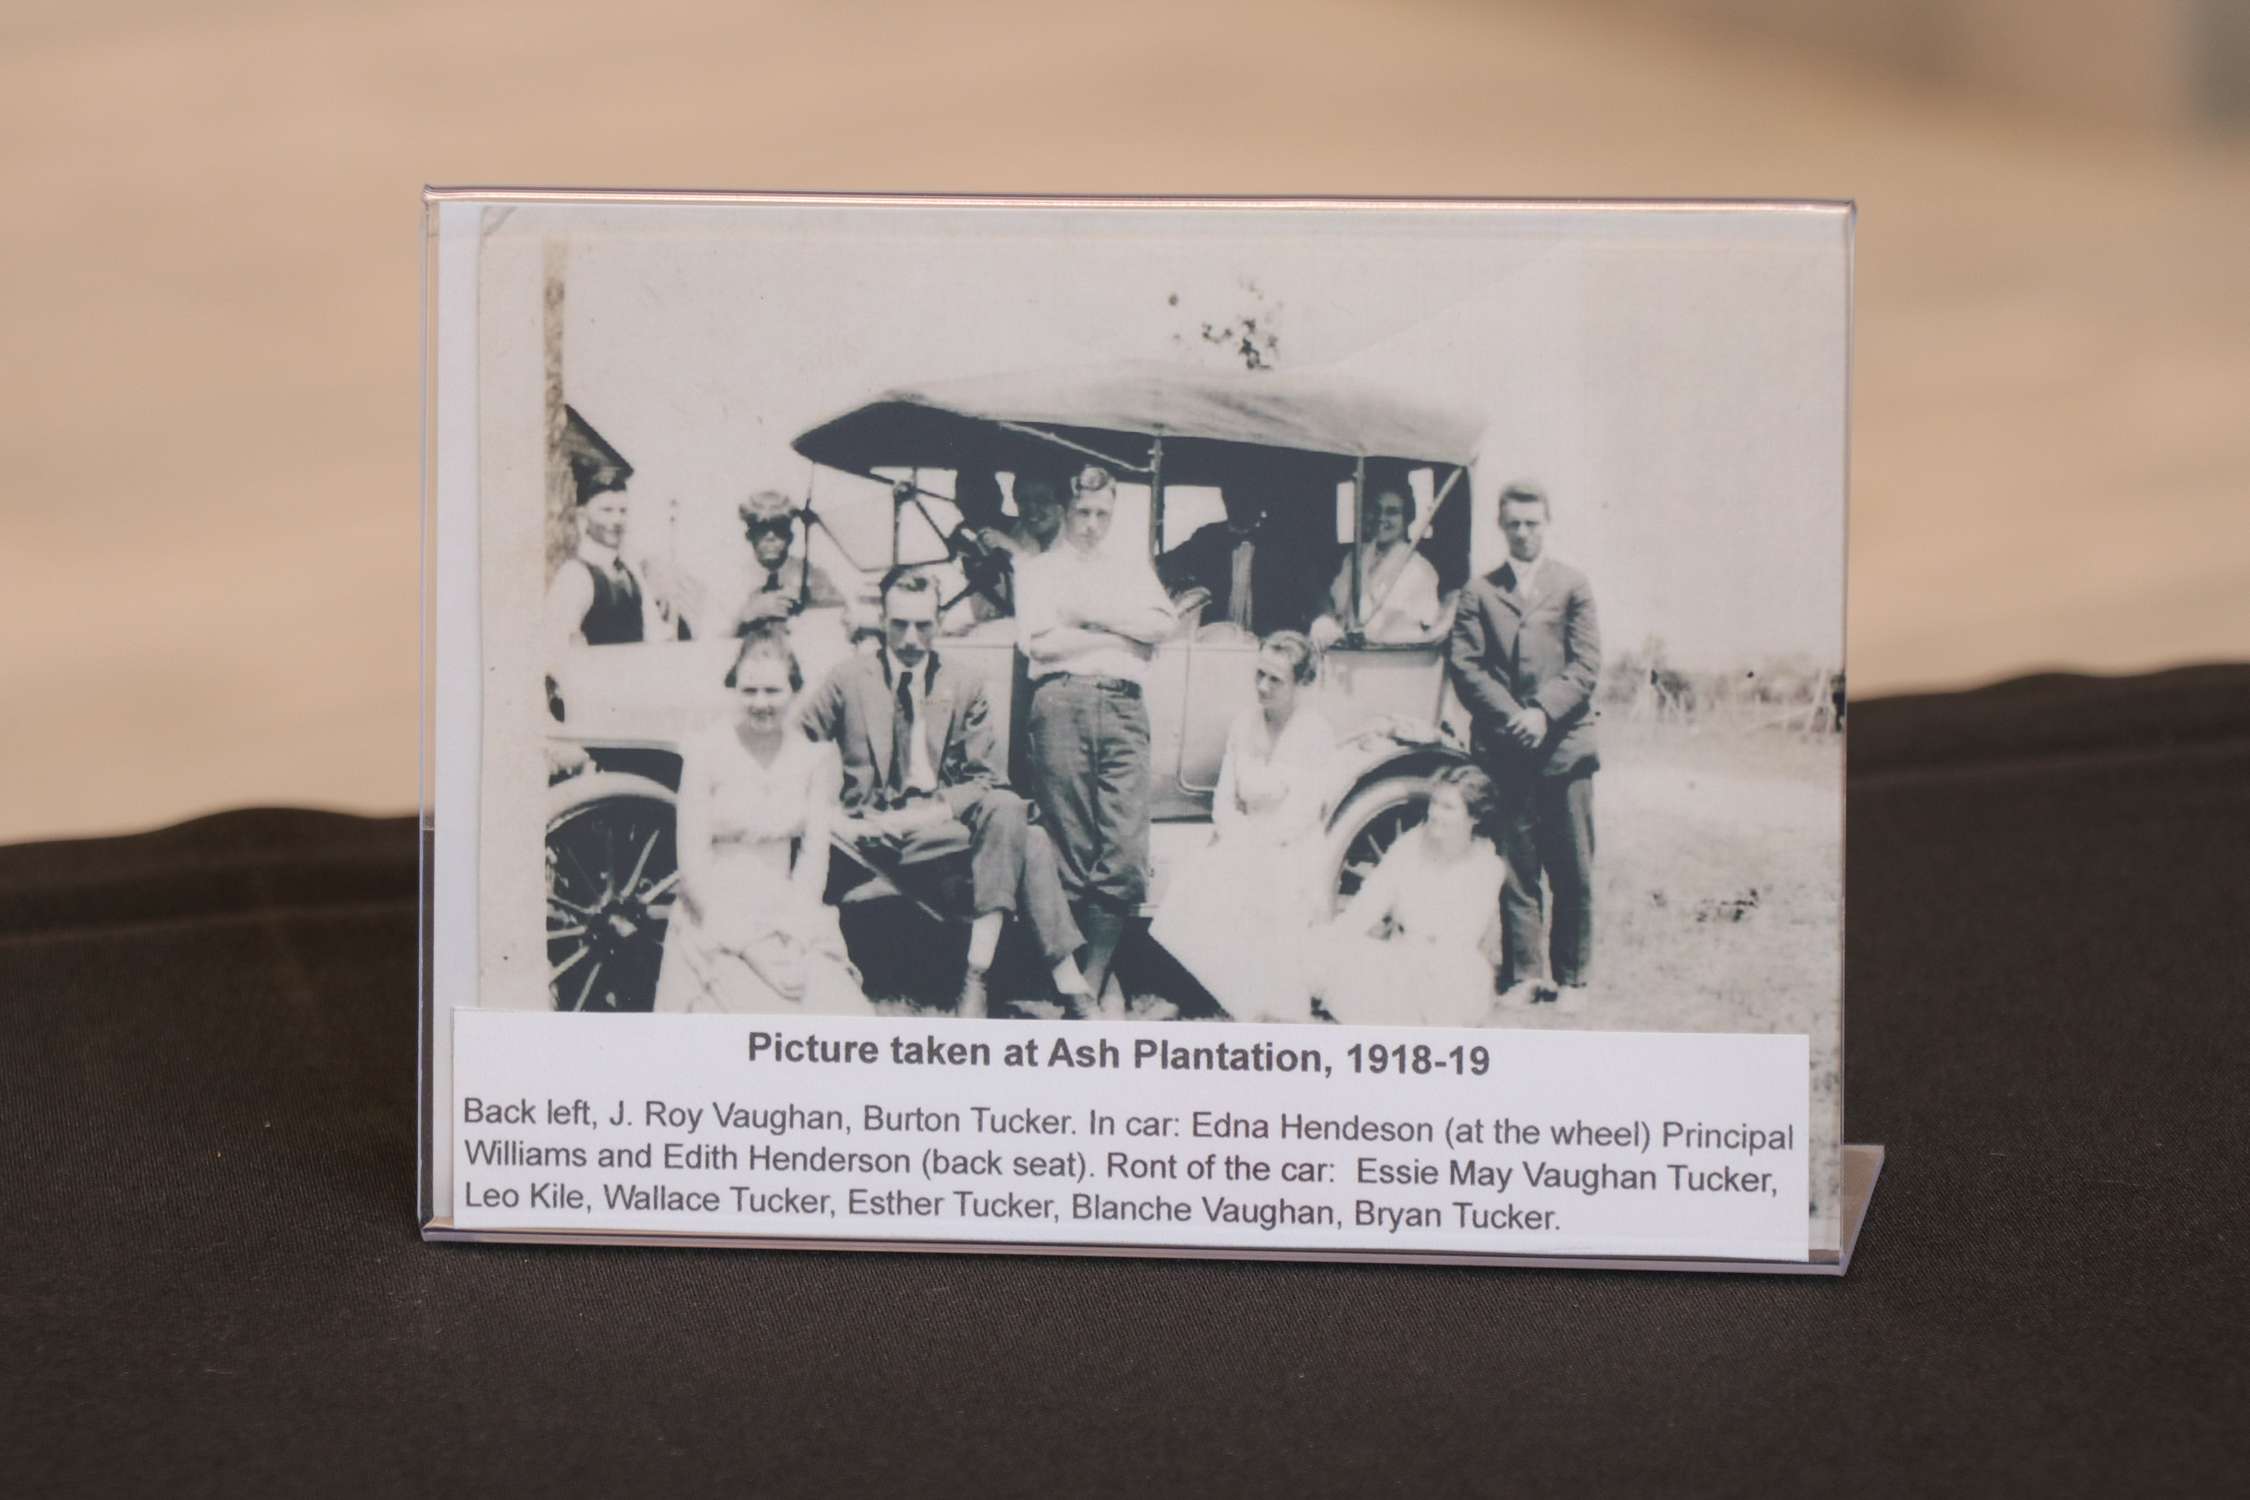 Picture taken at Ash Plantation, 1918-19
Back left, J. Roy Vaughan, Burton Tucker. In car: Edna Hendeson (at the wheel) Principal
Williams and Edith Henderson (back seat). Ront of the car: Essie May Vaughan Tucker,
Leo Kile, Wallace Tucker, Esther Tucker, Blanche Vaughan, Bryan Tucker.